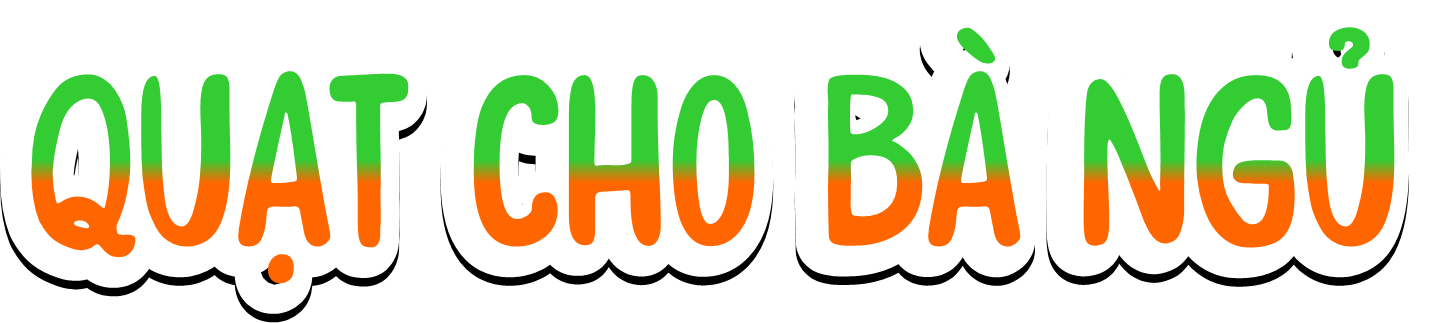 QUẠT CHO BÀ NGỦ